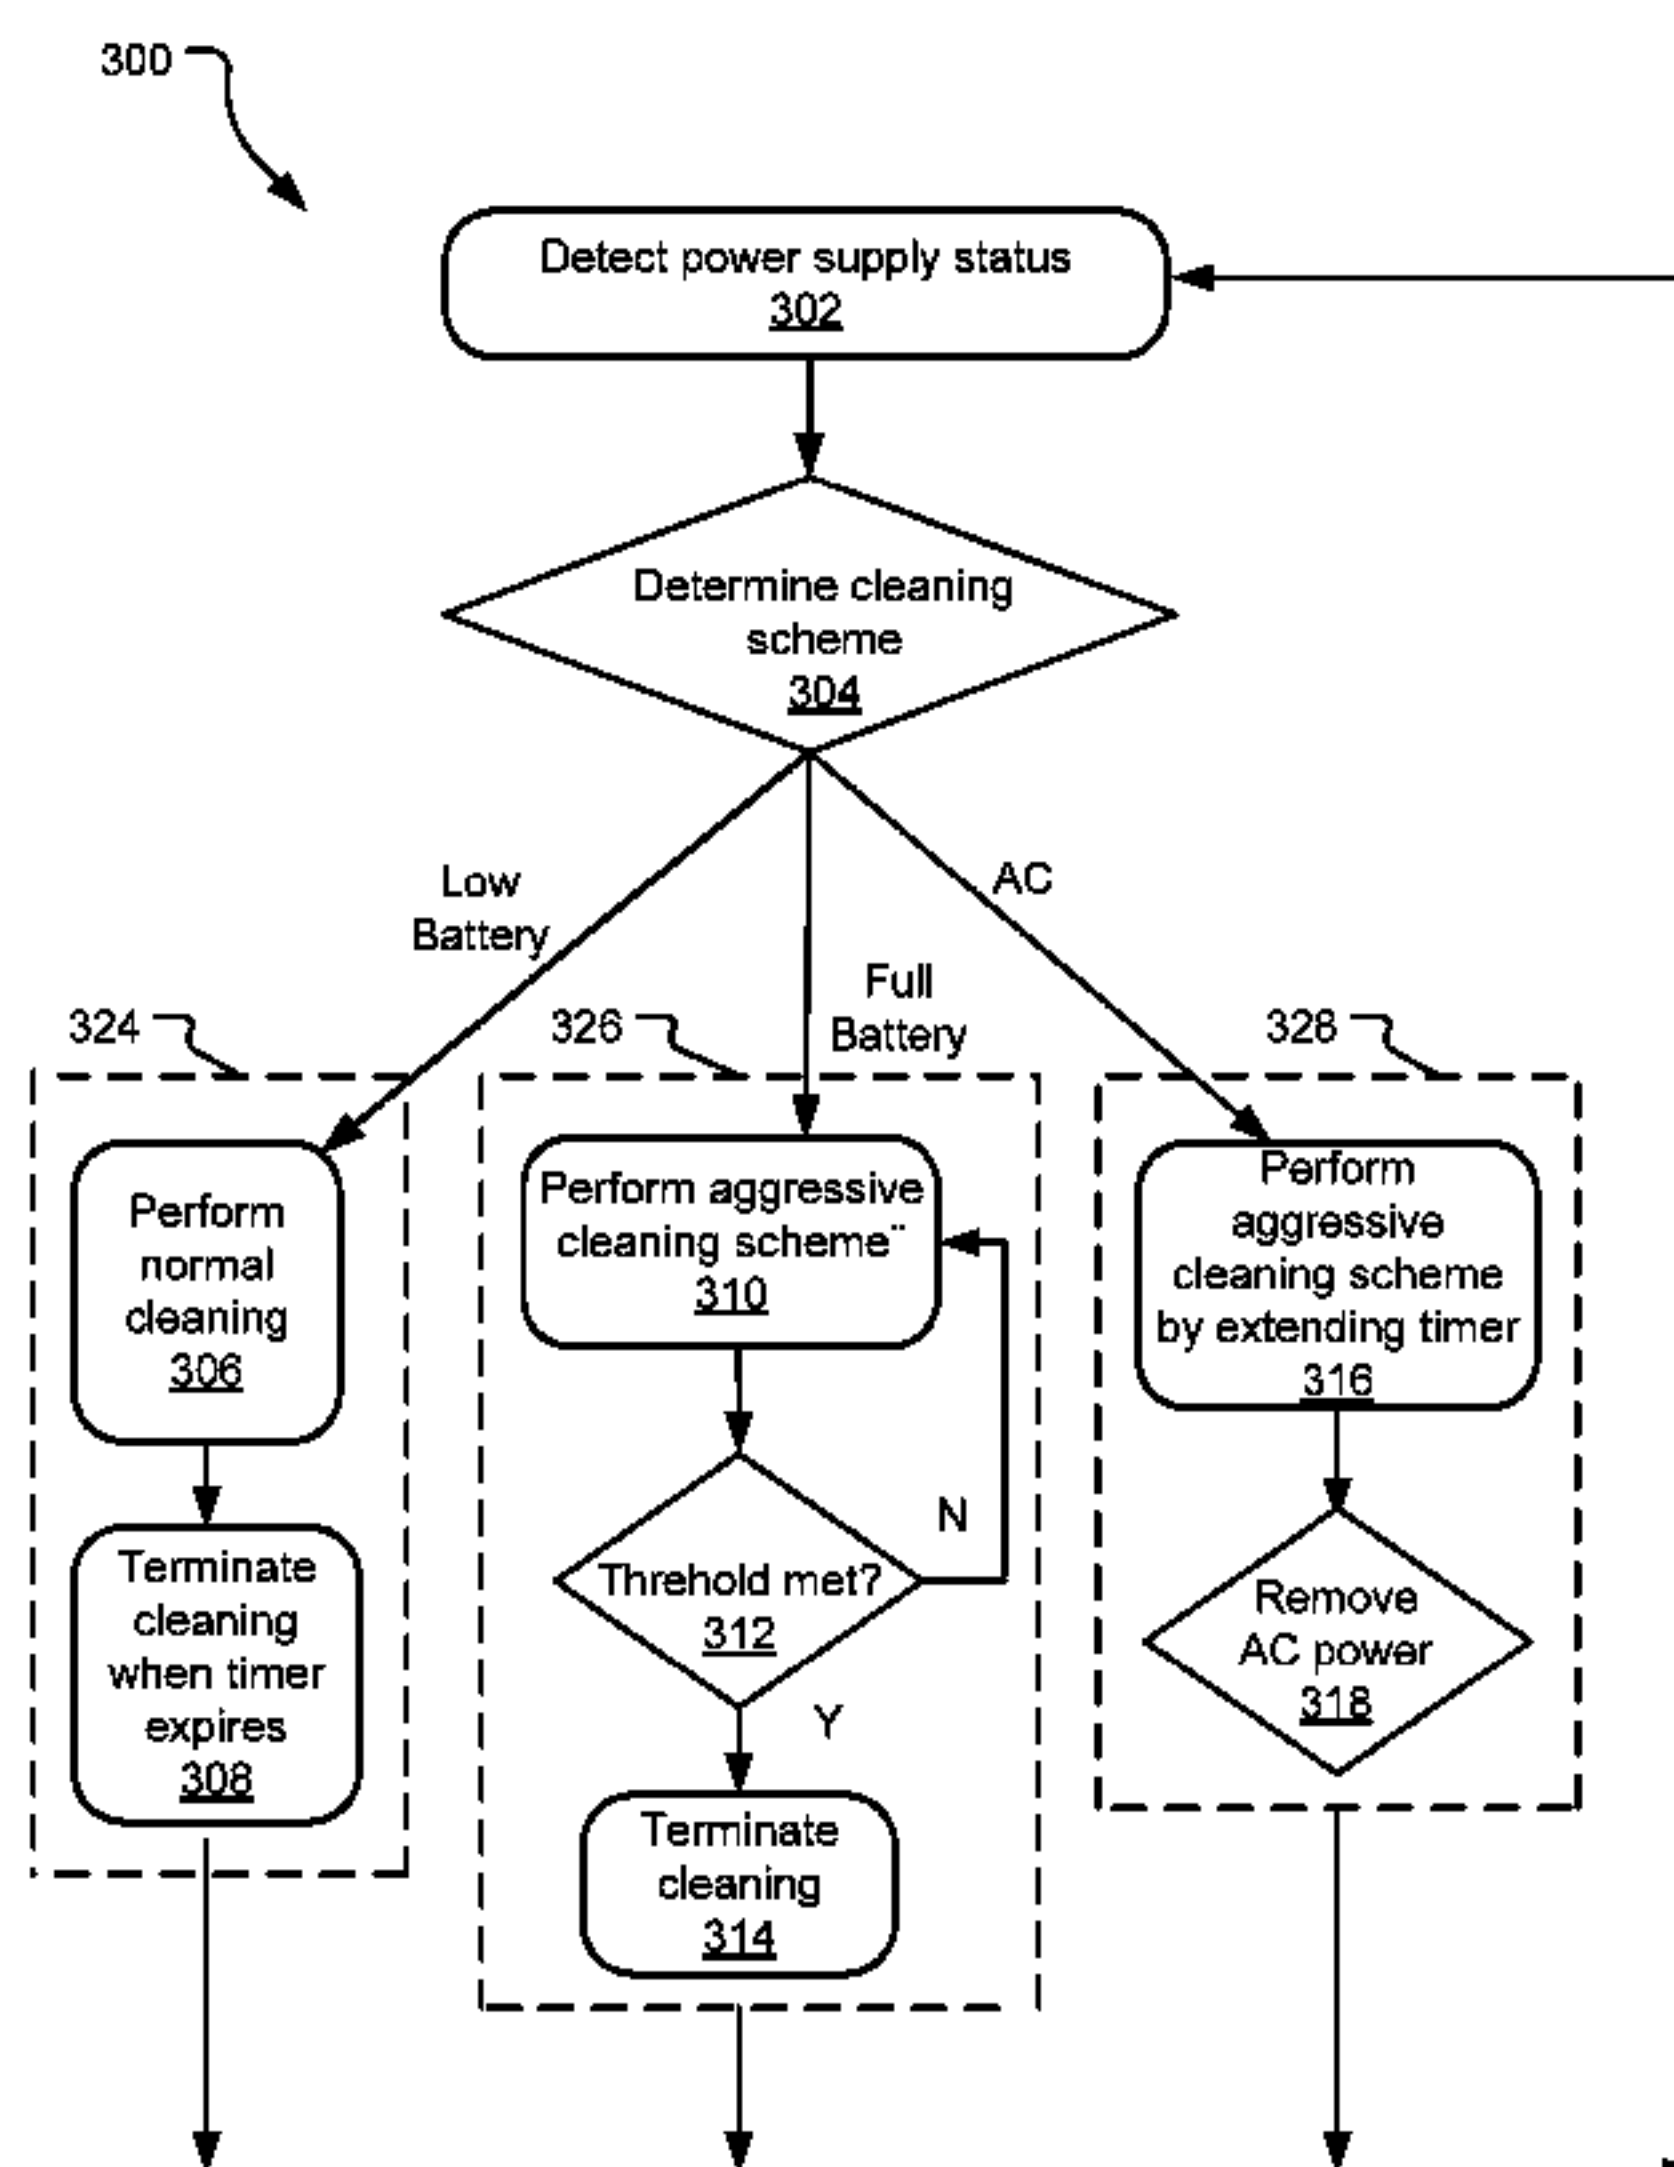 300
Detect power supply status
302
Determine cleaning
scheme
304
Low
Battery
AC
Full
Battery
324
326
328
Perform
normal
cleaning
306
Terminate
cleaning
when timer
expires
308
Perform aggressive
cleaning scheme¨
310
N
Threhold met?
312
Y
Terminate
cleaning
314
Perform
aggressive
cleaning scheme
by extending timer
316
Remove
AC power
318